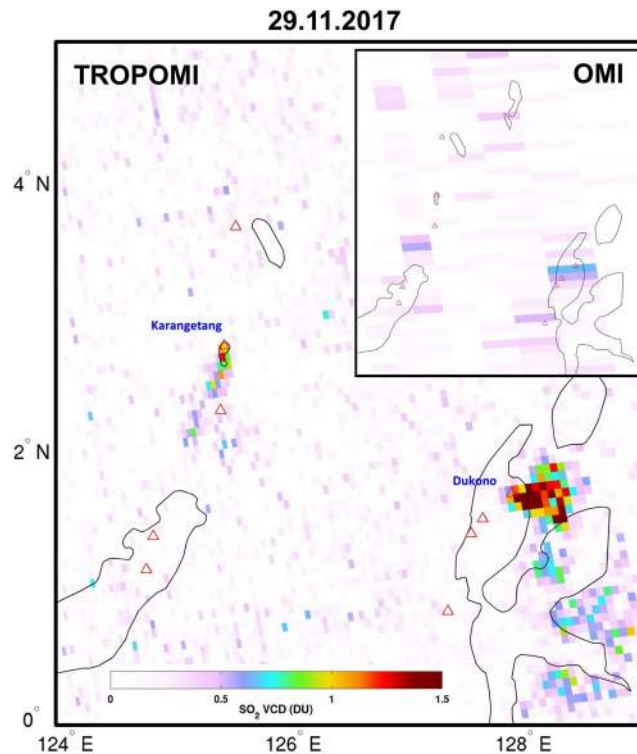 29.11.2017
TROPOMI
OMI
4° N
Karangetang
2° N
Dukono
0 0.5 1 1.5
SO2 VCD (DU)
0°
124° E 126° E 128° E